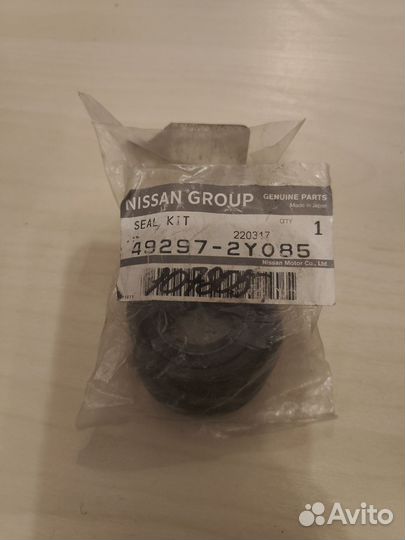 NISSAN GROUP
GENUINE PARTS
Made in Japan
SEAL KIT
QTY
1
220317
49297-2Y085
Nissan Motor Co., Ltd.
Avito